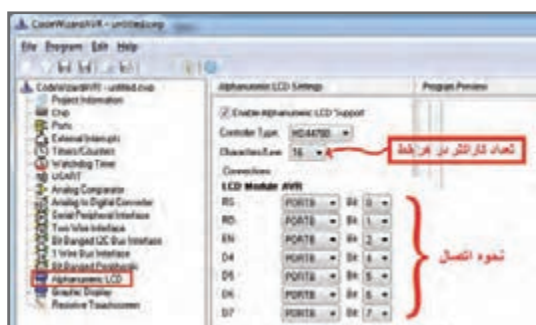 CodeWizardAVR - untitled.cwp
File Program Edit Help
CodeWizardAVR - untitled.cwp
Project Information
Chip
Ports
External Interrupts
Timers/Counters
Watchdog Timer
USART
Analog Comparator
Analog to Digital Converter
Serial Peripheral Interface
Two Wire Interface
Bit Banged I2C Bus Interface
1 Wire Bus Interface
Bit Banged Peripherals
Alphanumeric LCD
Graphic Display
Resistive Touchscreen
Alphanumeric LCD Settings
Enable Alphanumeric LCD Support
Controller Type: HD44780
Characters/Line: 16
تعداد کاراکتر در هر خط
Connections
LCD Module AVR
RS PORTB Bit: 0
RD PORTB Bit: 1
EN PORTB Bit: 2
D4 PORTB Bit: 4
D5 PORTB Bit: 5
D6 PORTB Bit: 6
D7 PORTB Bit: 7
نحوه اتصال
Program Preview